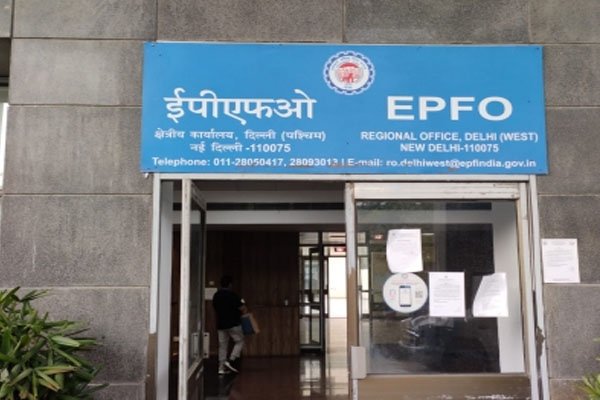 ईपीएफओ
क्षेत्रीय कार्यालय, दिल्ली (पश्चिम)
नई दिल्ली -110075
EPFO
REGIONAL OFFICE, DELHI (WEST)
NEW DELHI-110075
Telephone: 011-28050417, 28093013 I E-mail: ro.delhiwest@epfindia.gov.in